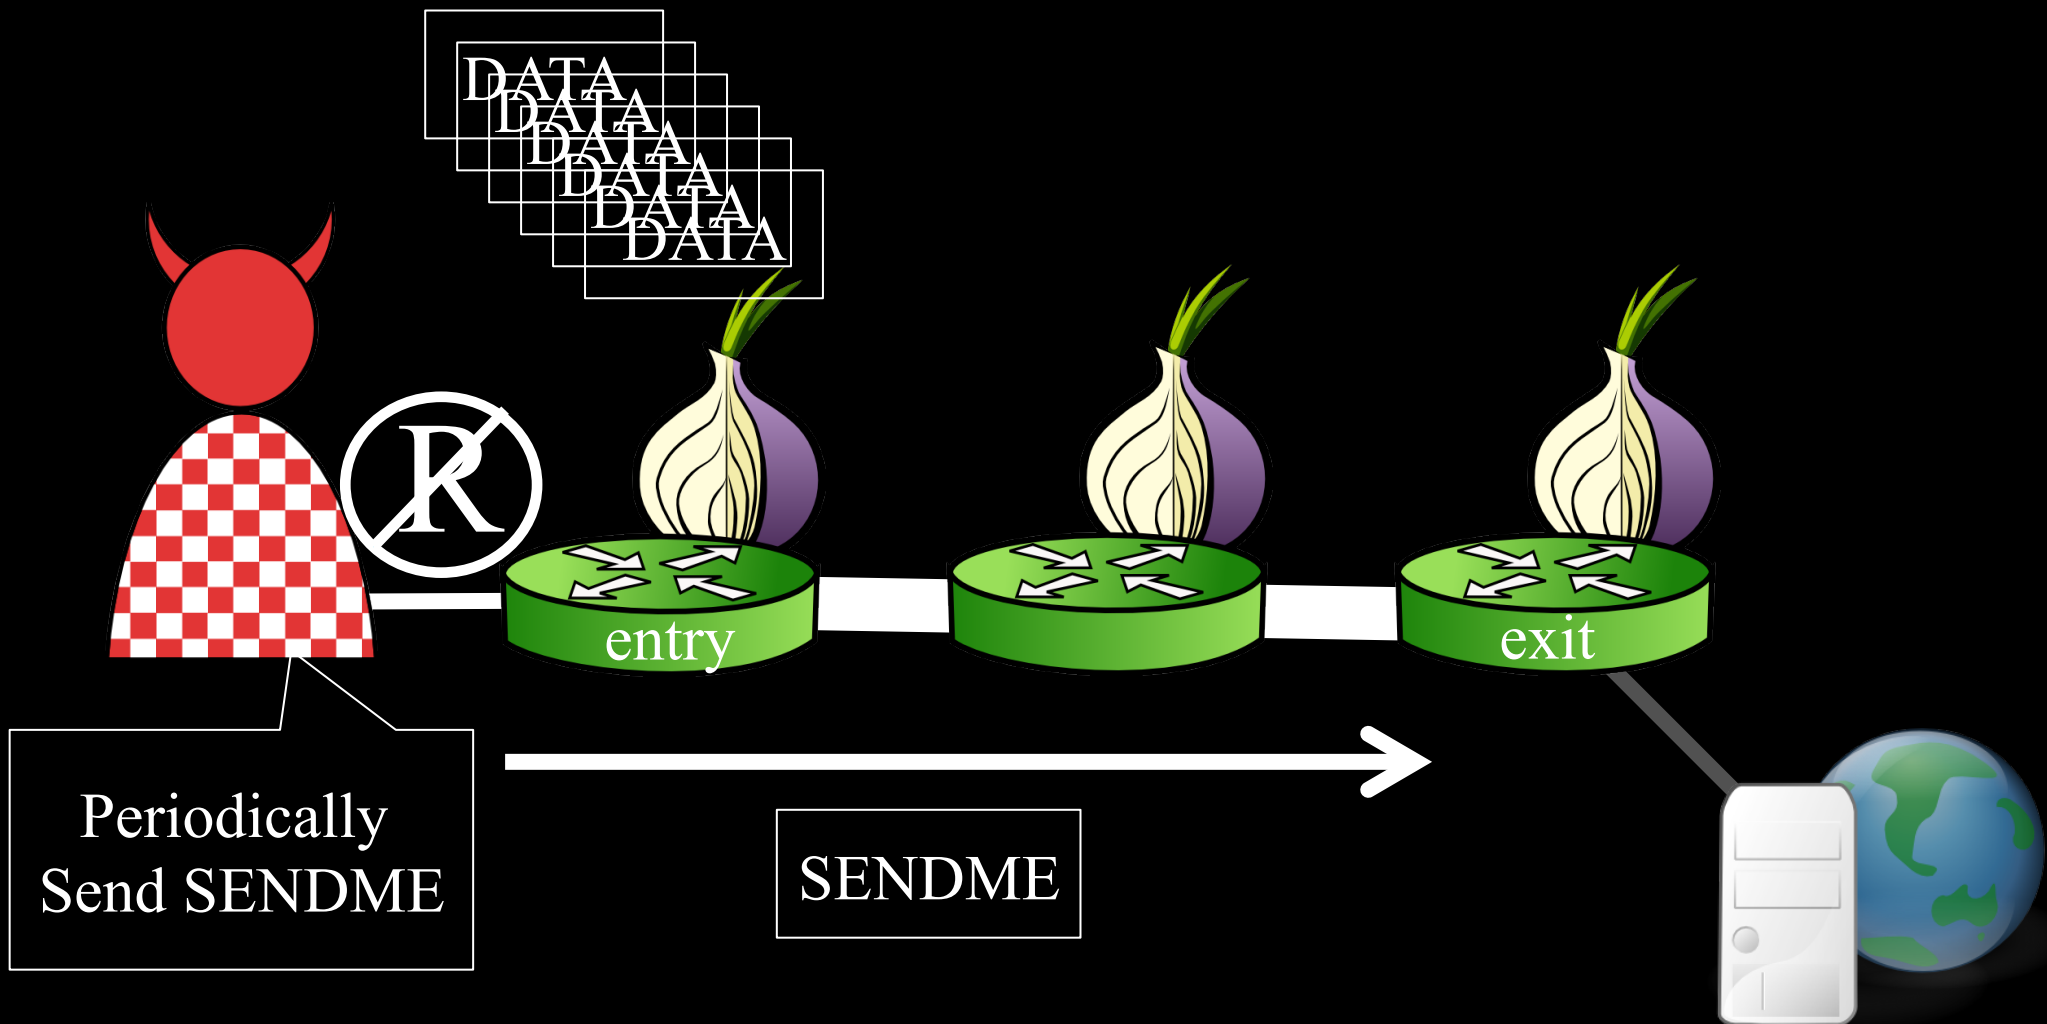 DATA
DATA
DATA
DATA
DATA
DATA
R
entry
exit
Periodically
Send SENDME
SENDME